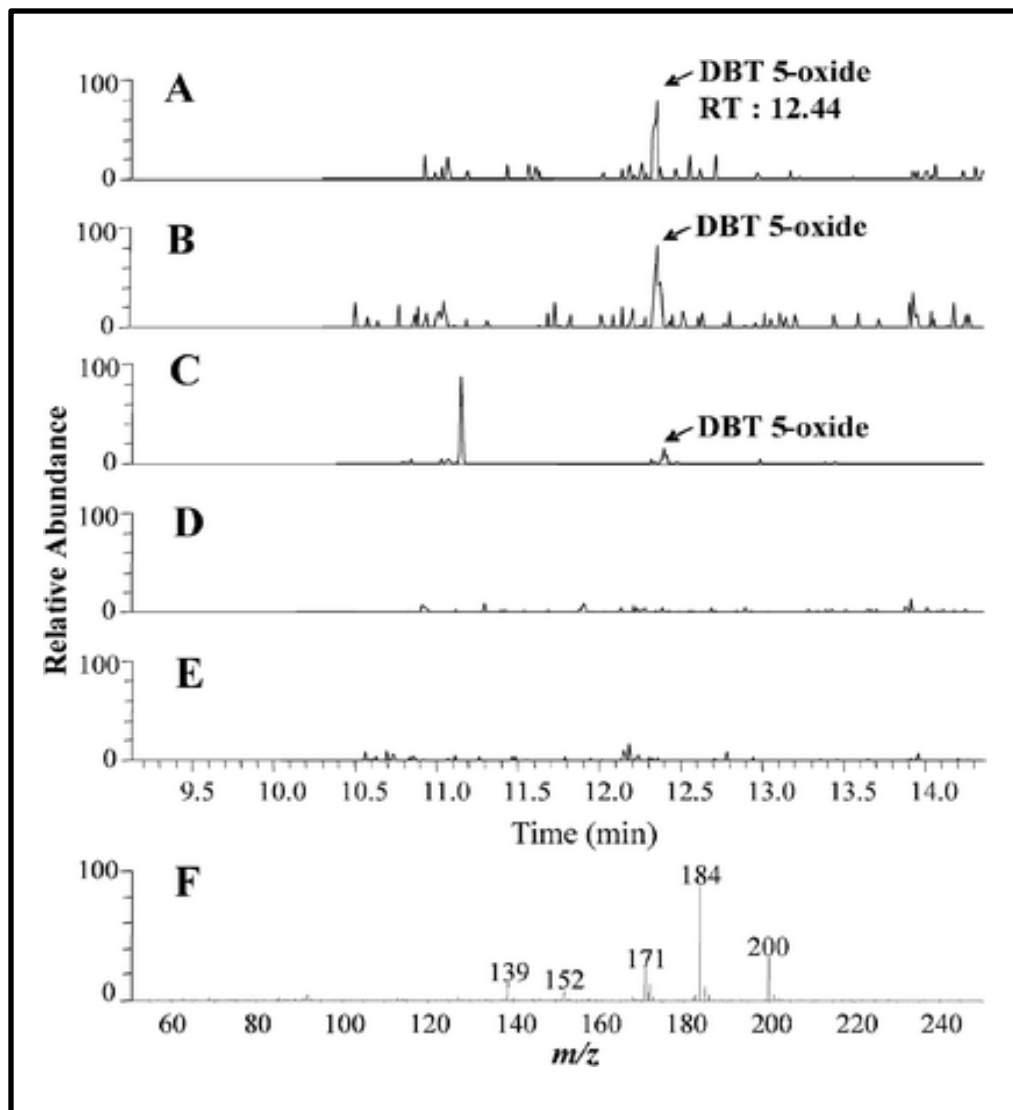 100
A
DBT 5-oxide
RT : 12.44
0
100
B
DBT 5-oxide
0
100
C
DBT 5-oxide
0
100
D
0
100
E
0
Relative Abundance
9.5 10.0 10.5 11.0 11.5 12.0 12.5 13.0 13.5 14.0
Time (min)
100
F
184
200
171
139
152
0
60 80 100 120 140 160 180 200 220 240
m/z